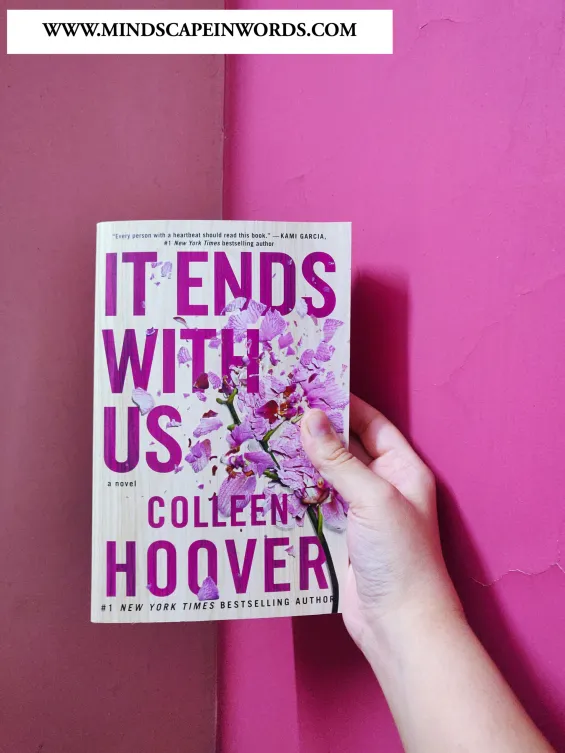 WWW.MINDSCAPEINWORDS.COM
"Every person with a heartbeat should read this book." —KAMI GARCIA,
#1 New York Times bestselling author
IT ENDS
WITH
US
a novel
COLLEEN
HOOVER
#1 NEW YORK TIMES BESTSELLING AUTHOR